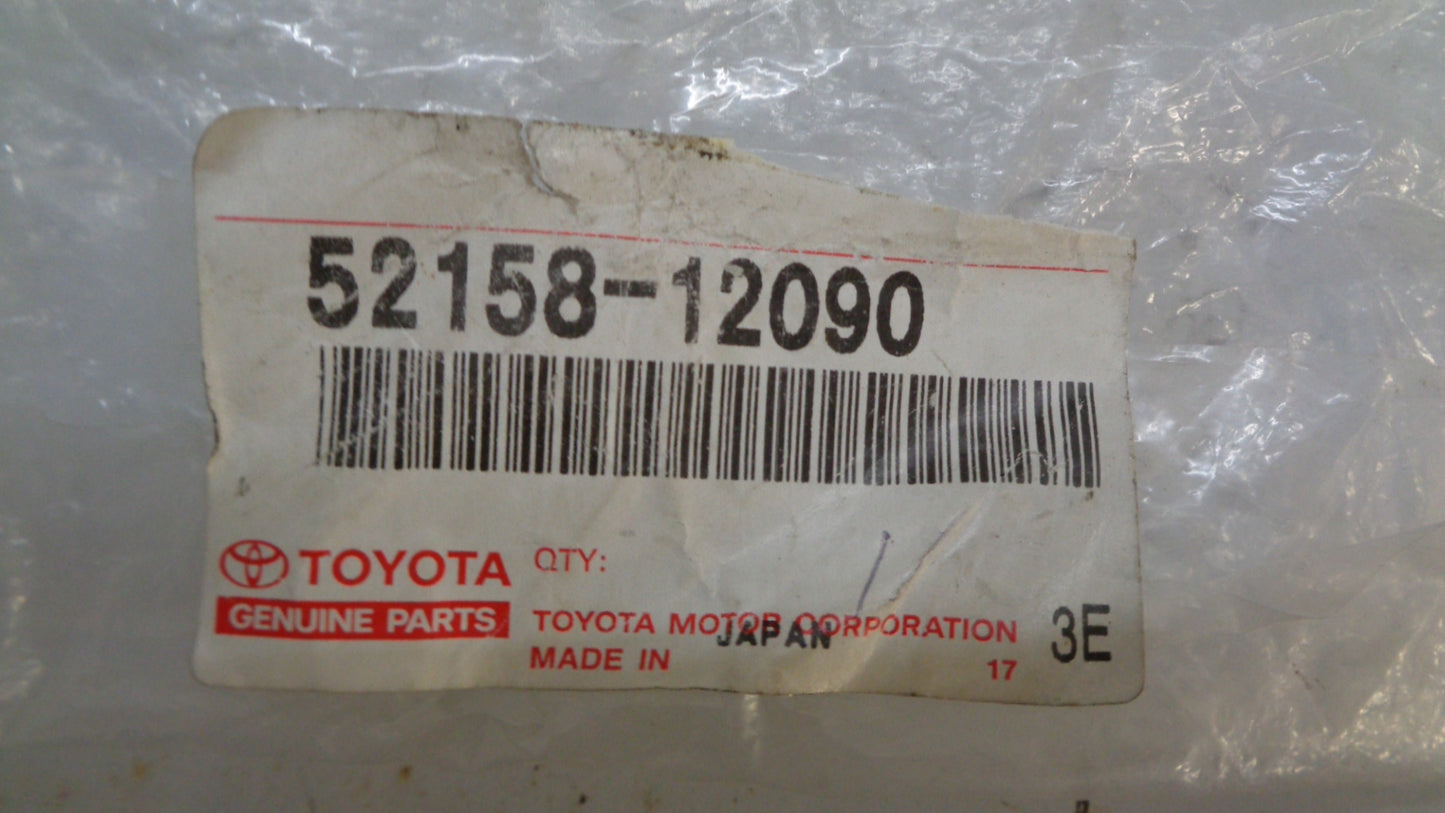 52158-12090
TOYOTA
GENUINE PARTS
QTY:
TOYOTA MOTOR CORPORATION
JAPAN
MADE IN
17
3E